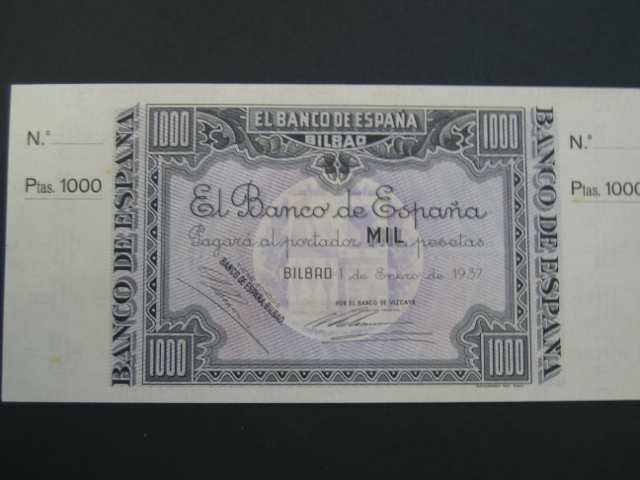 N.º
Ptas. 1000
BANCO DE ESPAÑA
1000
EL BANCO DE ESPAÑA
BILBAO
1000
El Banco de España
Pagará al portador MIL pesetas
BILBAO 1 de Enero de 1937
BANCO DE ESPAÑA, BILBAO
POR EL BANCO DE VIZCAYA
1000
1000
BANCO DE ESPAÑA
N.º
Ptas. 1000